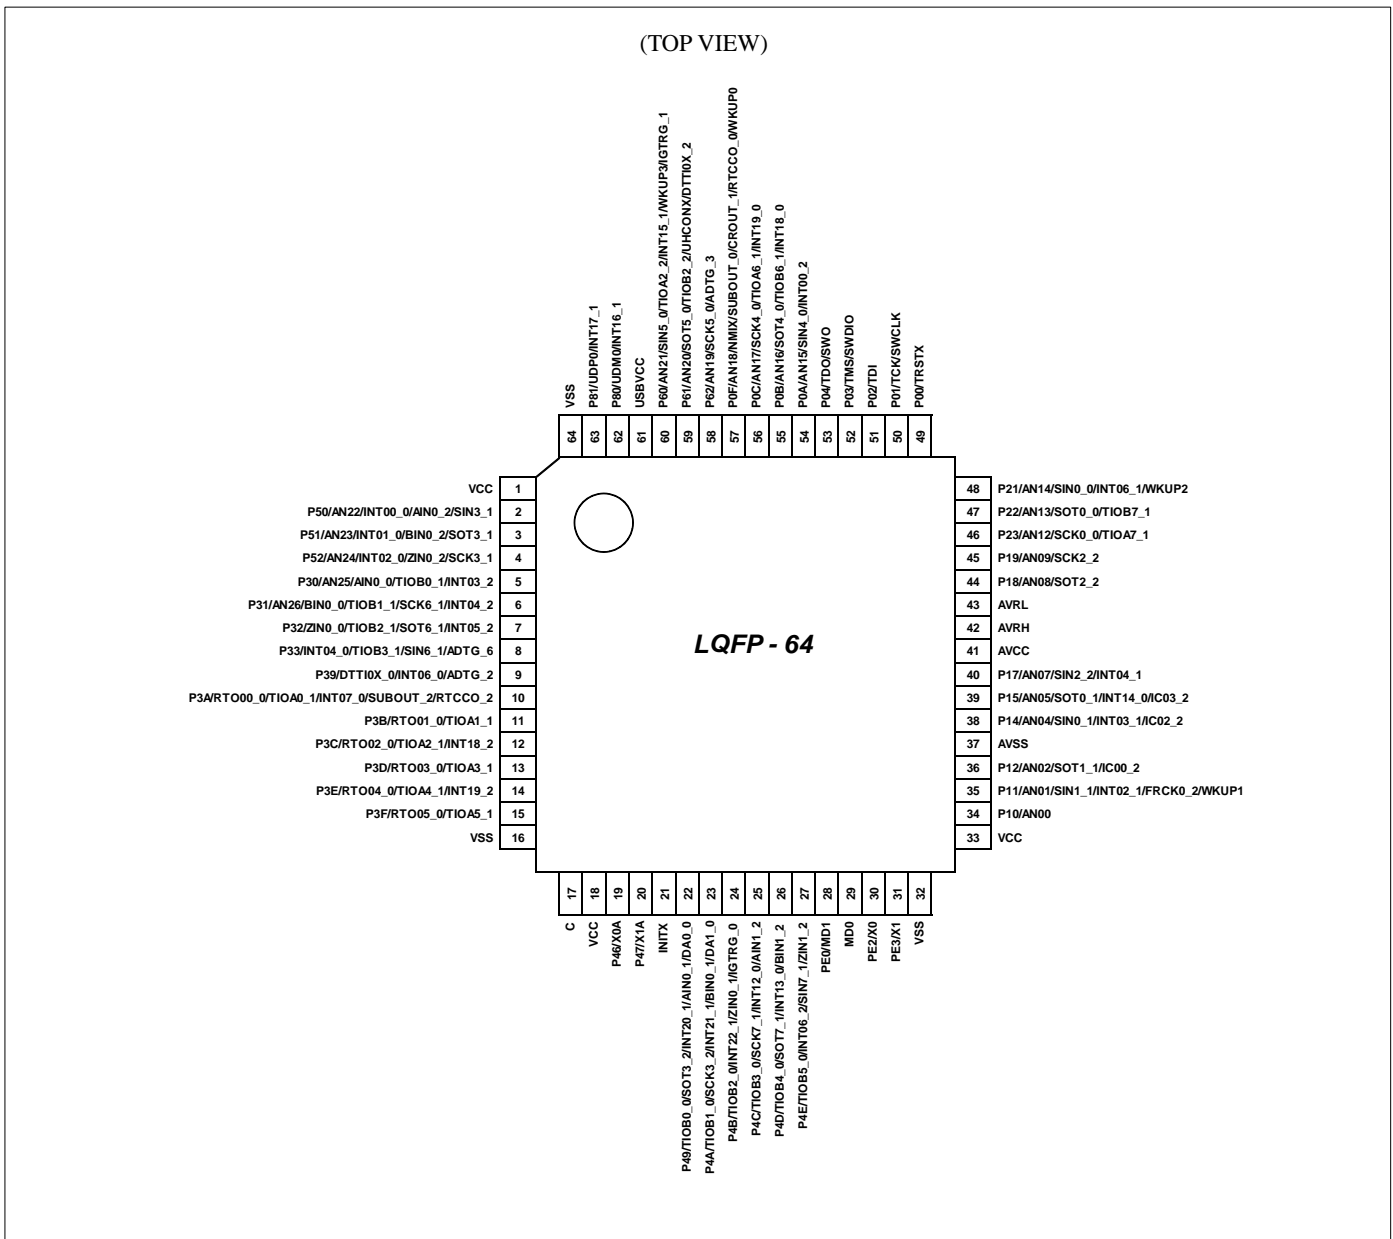 (TOP VIEW)
VSS
P81/UDP0/INT17_1
P80/UDM0/INT16_1
USBVCC
P60/AN21/SIN5_0/TIOA2_2/INT15_1/WKUP3/IGTRG_1
P61/AN20/SOT5_0/TIOB2_2/UHCONX/DTTI0X_2
P62/AN19/SCK5_0/ADTG_3
P0F/AN18/NMIX/SUBOUT_0/CROUT_1/RTCCO_0/WKUP0
P0C/AN17/SCK4_0/TIOA6_1/INT19_0
P0B/AN16/SOT4_0/TIOB6_1/INT18_0
P0A/AN15/SIN4_0/INT00_2
P04/TDO/SWO
P03/TMS/SWDIO
P02/TDI
P01/TCK/SWCLK
P00/TRSTX
64 63 62 61 60 59 58 57 56 55 54 53 52 51 50 49
VCC 1
P50/AN22/INT00_0/AIN0_2/SIN3_1 2
P51/AN23/INT01_0/BIN0_2/SOT3_1 3
P52/AN24/INT02_0/ZIN0_2/SCK3_1 4
P30/AN25/AIN0_0/TIOB0_1/INT03_2 5
P31/AN26/BIN0_0/TIOB1_1/SCK6_1/INT04_2 6
P32/ZIN0_0/TIOB2_1/SOT6_1/INT05_2 7
P33/INT04_0/TIOB3_1/SIN6_1/ADTG_6 8
P39/DTTI0X_0/INT06_0/ADTG_2 9
P3A/RTO00_0/TIOA0_1/INT07_0/SUBOUT_2/RTCCO_2 10
P3B/RTO01_0/TIOA1_1 11
P3C/RTO02_0/TIOA2_1/INT18_2 12
P3D/RTO03_0/TIOA3_1 13
P3E/RTO04_0/TIOA4_1/INT19_2 14
P3F/RTO05_0/TIOA5_1 15
VSS 16
LQFP - 64
48 P21/AN14/SIN0_0/INT06_1/WKUP2
47 P22/AN13/SOT0_0/TIOB7_1
46 P23/AN12/SCK0_0/TIOA7_1
45 P19/AN09/SCK2_2
44 P18/AN08/SOT2_2
43 AVRL
42 AVRH
41 AVCC
40 P17/AN07/SIN2_2/INT04_1
39 P15/AN05/SOT0_1/INT14_0/IC03_2
38 P14/AN04/SIN0_1/INT03_1/IC02_2
37 AVSS
36 P12/AN02/SOT1_1/IC00_2
35 P11/AN01/SIN1_1/INT02_1/FRCK0_2/WKUP1
34 P10/AN00
33 VCC
17 18 19 20 21 22 23 24 25 26 27 28 29 30 31 32
C
VCC
P46/X0A
P47/X1A
INITX
P49/TIOB0_0/SOT3_2/INT20_1/AIN0_1/DA0_0
P4A/TIOB1_0/SCK3_2/INT21_1/BIN0_1/DA1_0
P4B/TIOB2_0/INT22_1/ZIN0_1/IGTRG_0
P4C/TIOB3_0/SCK7_1/INT12_0/AIN1_2
P4D/TIOB4_0/SOT7_1/INT13_0/BIN1_2
P4E/TIOB5_0/INT06_2/SIN7_1/ZIN1_2
PE0/MD1
MD0
PE2/X0
PE3/X1
VSS